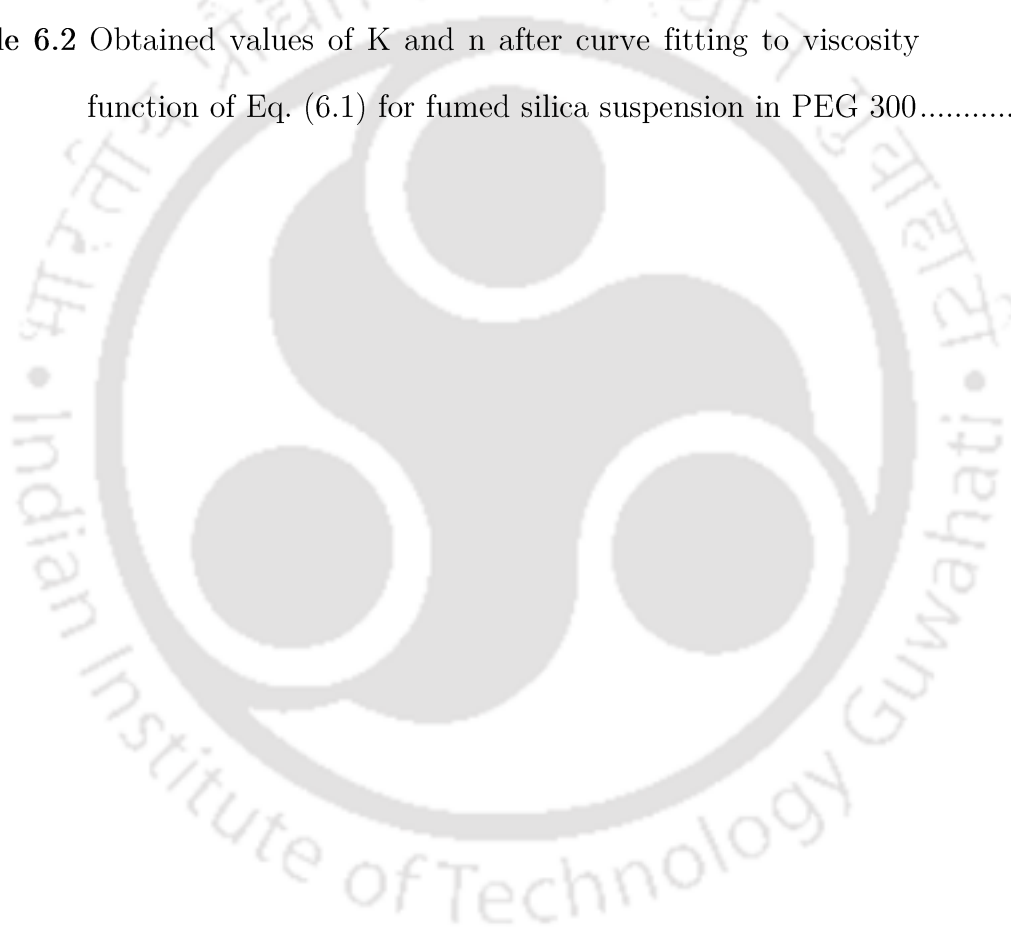 le 6.2 Obtained values of K and n after curve fitting to viscosity
function of Eq. (6.1) for fumed silica suspension in PEG 300...........
• Indian Institute of Technology Guwahati •